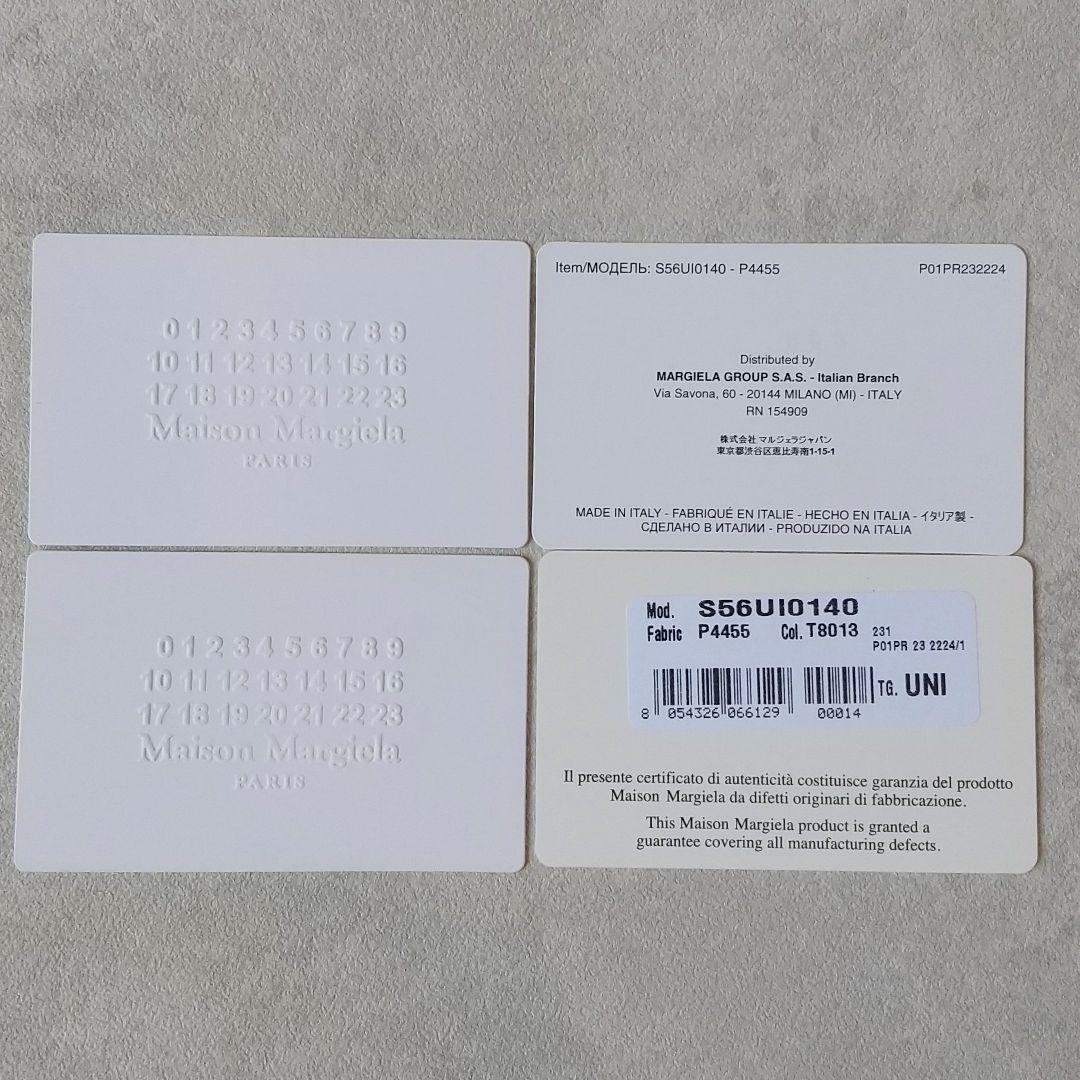 0 1 2 3 4 5 6 7 8 9
10 11 12 13 14 15 16
17 18 19 20 21 22 23
Maison Margiela
PARIS
Item/МОДЕЛЬ: S56UI0140 - P4455
P01PR232224
Distributed by
MARGIELA GROUP S.A.S. - Italian Branch
Via Savona, 60 - 20144 MILANO (MI) - ITALY
RN 154909
株式会社 マルジェラジャパン
東京都渋谷区恵比寿南1-15-1
MADE IN ITALY - FABRIQUÉ EN ITALIE - HECHO EN ITALIA - イタリア製 -
СДЕЛАНО В ИТАЛИИ - PRODUZIDO NA ITALIA
0 1 2 3 4 5 6 7 8 9
10 11 12 13 14 15 16
17 18 19 20 21 22 23
Maison Margiela
PARIS
Mod. S56UI0140
Fabric P4455 Col. T8013 231
P01PR 23 2224/1
TG. UNI
8 054326 066129 00014
Il presente certificato di autenticità costituisce garanzia del prodotto
Maison Margiela da difetti originari di fabbricazione.
This Maison Margiela product is granted a
guarantee covering all manufacturing defects.